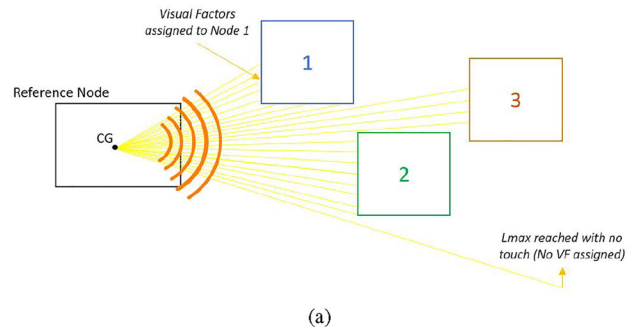 Visual Factors
assigned to Node 1
1
3
Reference Node
CG
2
Lmax reached with no
touch (No VF assigned)
(a)